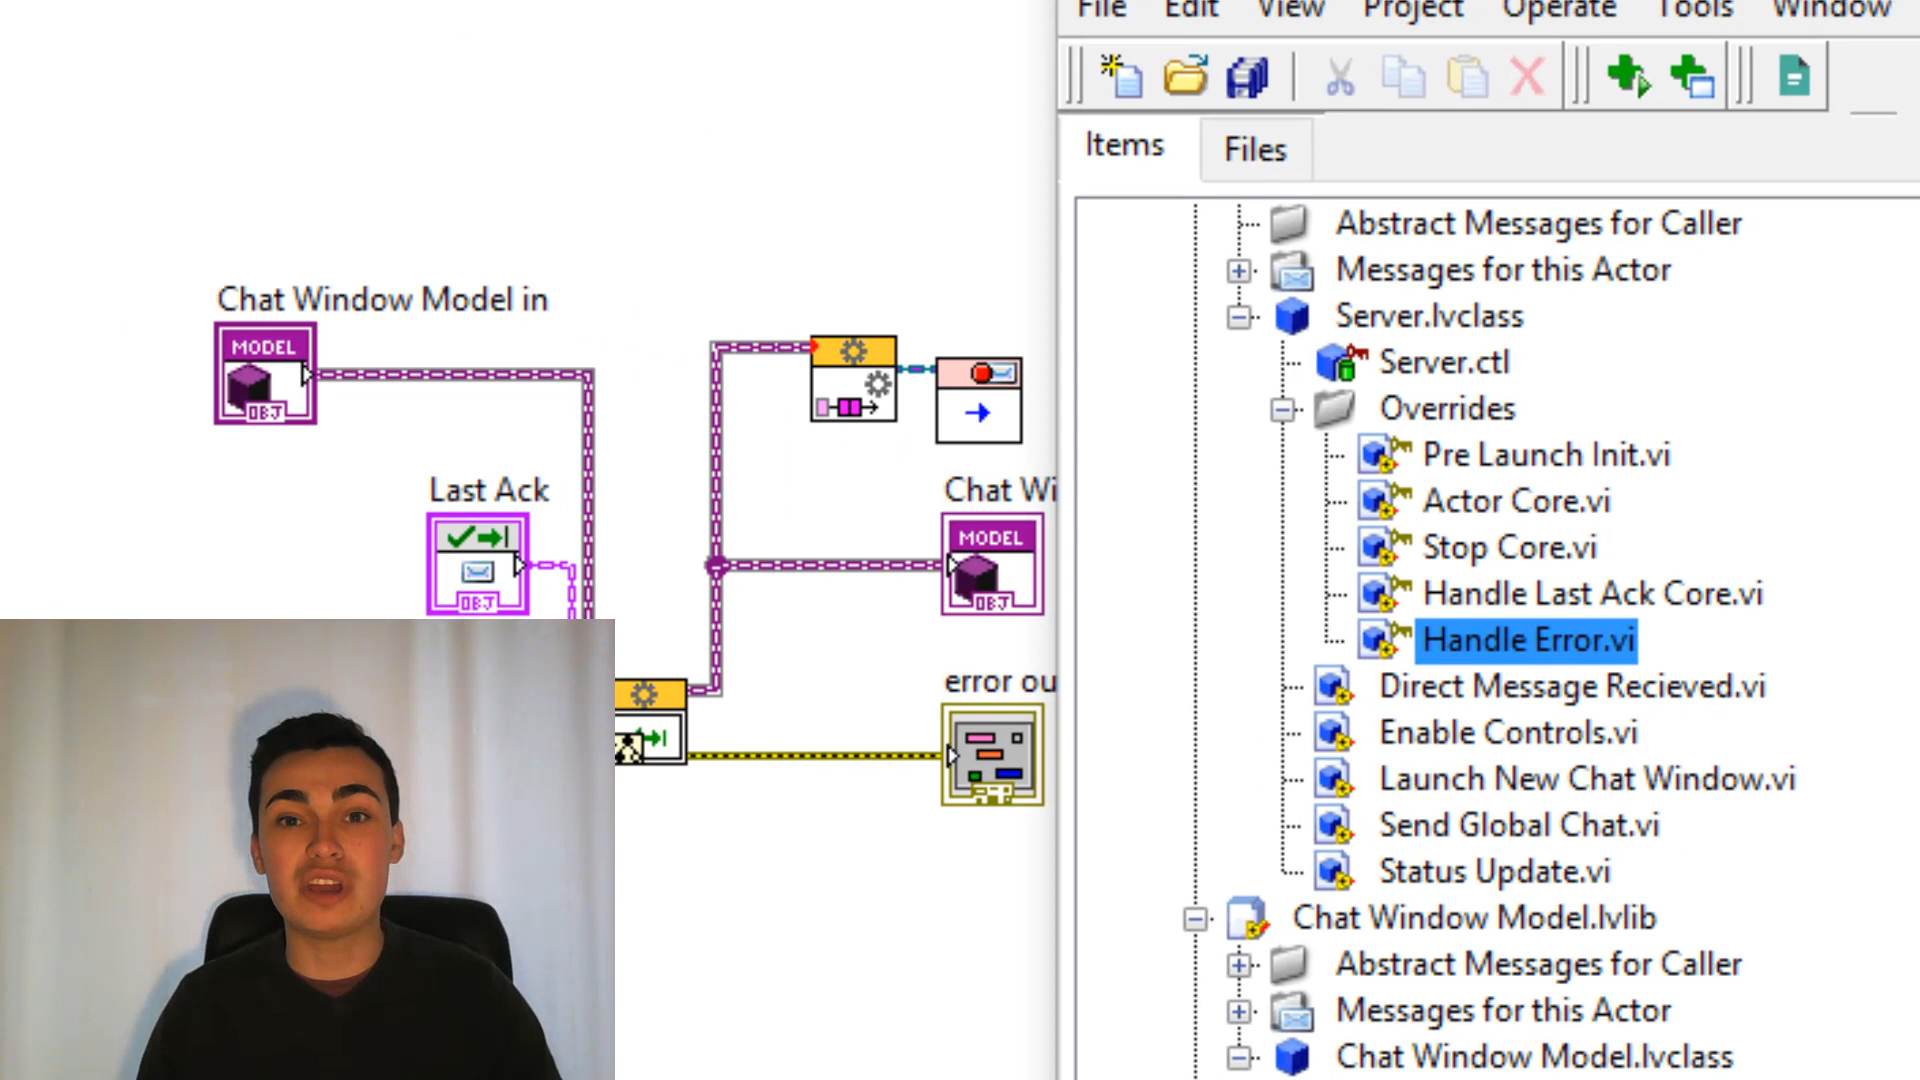 File Edit View Project Operate Tools Window
Items
Files
Abstract Messages for Caller
Messages for this Actor
Server.lvclass
Server.ctl
Overrides
Pre Launch Init.vi
Actor Core.vi
Stop Core.vi
Handle Last Ack Core.vi
Handle Error.vi
Direct Message Recieved.vi
Enable Controls.vi
Launch New Chat Window.vi
Send Global Chat.vi
Status Update.vi
Chat Window Model.lvlib
Abstract Messages for Caller
Messages for this Actor
Chat Window Model.lvclass
Chat Window Model in
MODEL
OBJ
Last Ack
OBJ
Chat Wi
MODEL
OBJ
error ou